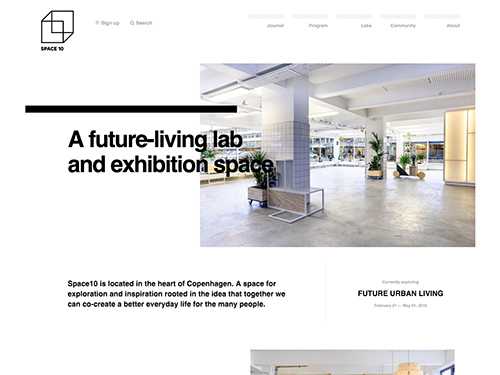 SPACE 10
Sign up
Search
Journal
Program
Labs
Community
About
A future-living lab
and exhibition space
Space10 is located in the heart of Copenhagen. A space for
exploration and inspiration rooted in the idea that together we
can co-create a better everyday life for the many people.
Currently exploring
FUTURE URBAN LIVING
February 01 — May 01, 2016